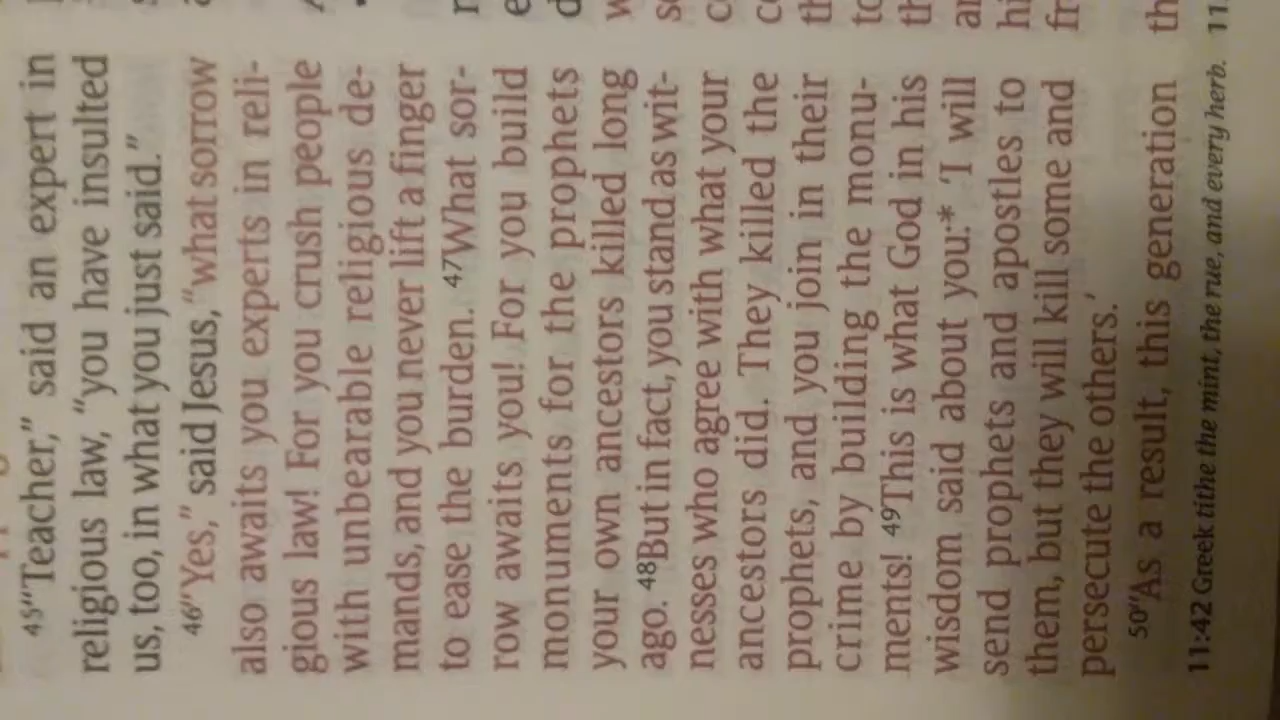 45“Teacher,” said an expert in
religious law, “you have insulted
us, too, in what you just said.”
46“Yes,” said Jesus, “what sorrow
also awaits you experts in reli-
gious law! For you crush people
with unbearable religious de-
mands, and you never lift a finger
to ease the burden. 47What sor-
row awaits you! For you build
monuments for the prophets
your own ancestors killed long
ago. 48But in fact, you stand as wit-
nesses who agree with what your
ancestors did. They killed the
prophets, and you join in their
crime by building the monu-
ments! 49This is what God in his
wisdom said about you:* ‘I will
send prophets and apostles to
them, but they will kill some and
persecute the others.’
50“As a result, this generation
11:42 Greek tithe the mint, the rue, and every herb. 11: